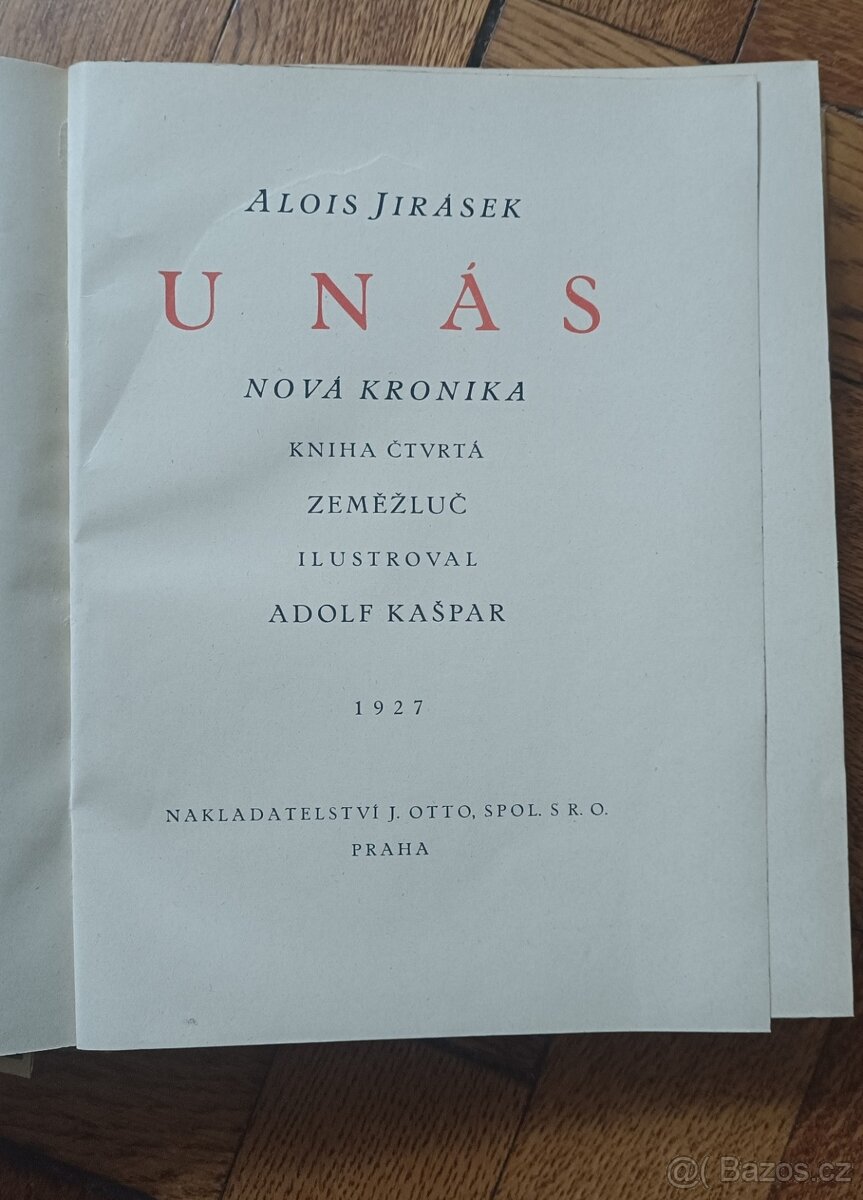 ALOIS JIRÁSEK
U NÁS
NOVÁ KRONIKA
KNIHA ČTVRTÁ
ZEMĚŽLUČ
ILUSTROVAL
ADOLF KAŠPAR
1927
NAKLADATELSTVÍ J. OTTO, SPOL. S R. O.
PRAHA
@( Bazos.cz